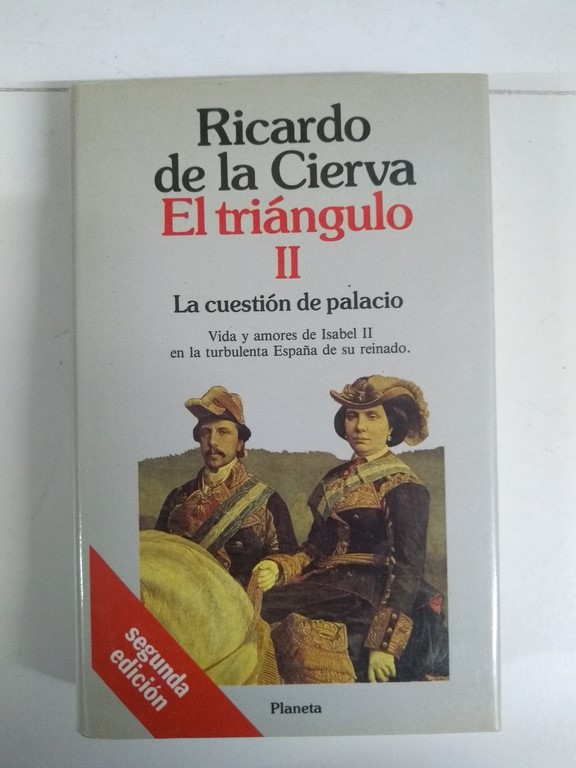 Ricardo
de la Cierva
El triángulo
II
La cuestión de palacio
Vida y amores de Isabel II
en la turbulenta España de su reinado.
segunda
edición
Planeta